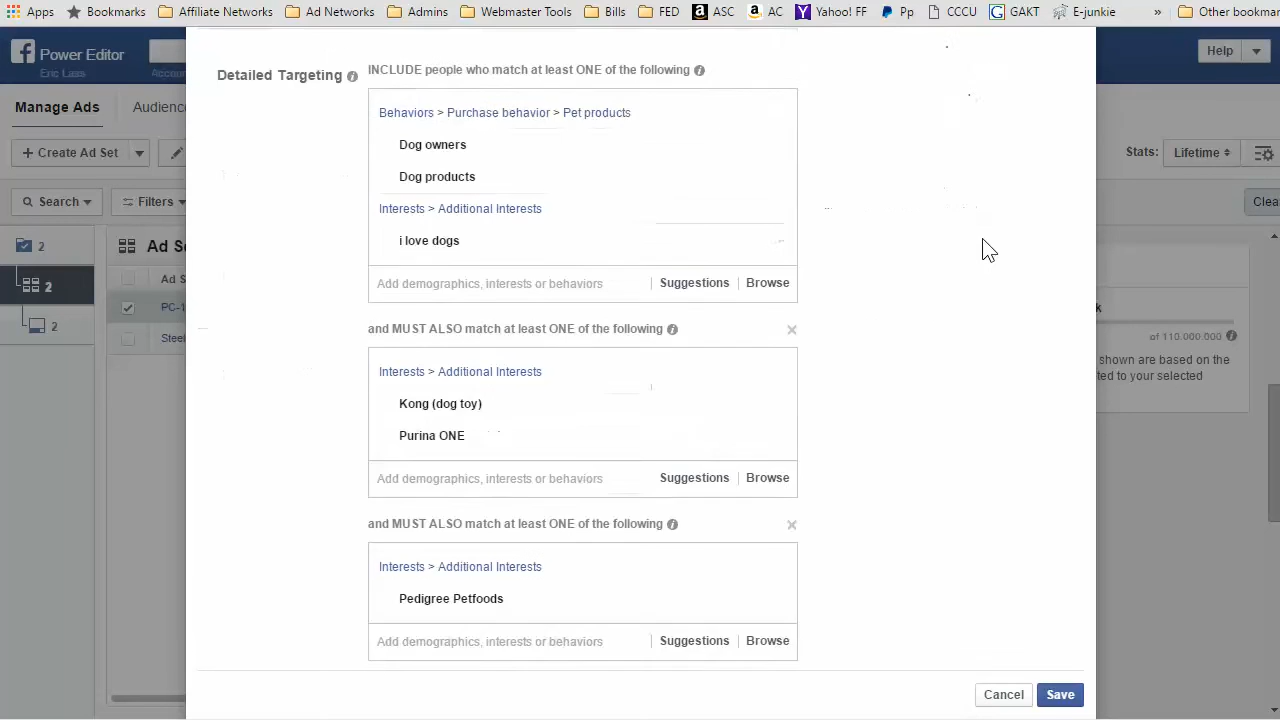 Apps Bookmarks Affiliate Networks Ad Networks Admins Webmaster Tools Bills FED ASC AC Yahoo! FF Pp CCCU GAKT E-junkie » Other bookmar
Power Editor
Eric Laas
Accoun
Help
Manage Ads Audience
+ Create Ad Set
Stats: Lifetime
Search Filters
Clea
2
Ad Se
2
Ad S
2
PC-1
Steel
Detailed Targeting
INCLUDE people who match at least ONE of the following
Behaviors > Purchase behavior > Pet products
Dog owners
Dog products
Interests > Additional Interests
i love dogs
Add demographics, interests or behaviors Suggestions Browse
and MUST ALSO match at least ONE of the following
Interests > Additional Interests
Kong (dog toy)
Purina ONE
Add demographics, interests or behaviors Suggestions Browse
and MUST ALSO match at least ONE of the following
Interests > Additional Interests
Pedigree Petfoods
Add demographics, interests or behaviors Suggestions Browse
k
of 110,000,000
shown are based on the
ted to your selected
Cancel Save